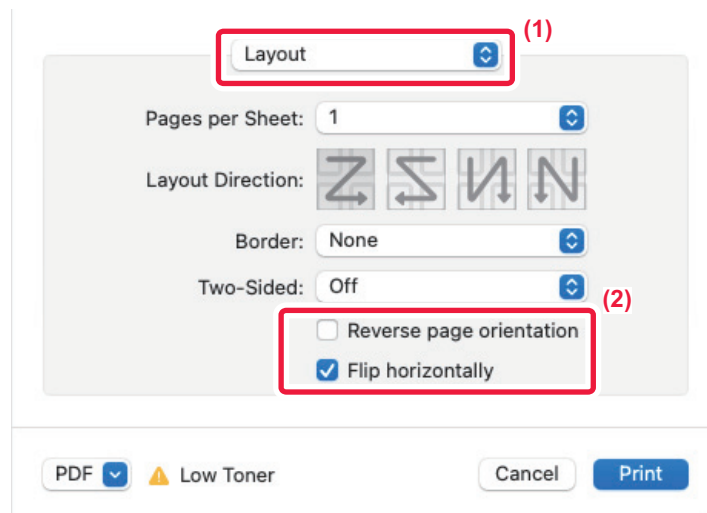 (1)
Layout
Pages per Sheet: 1
Layout Direction:
Border: None
Two-Sided: Off
(2)
Reverse page orientation
Flip horizontally
PDF Low Toner Cancel Print